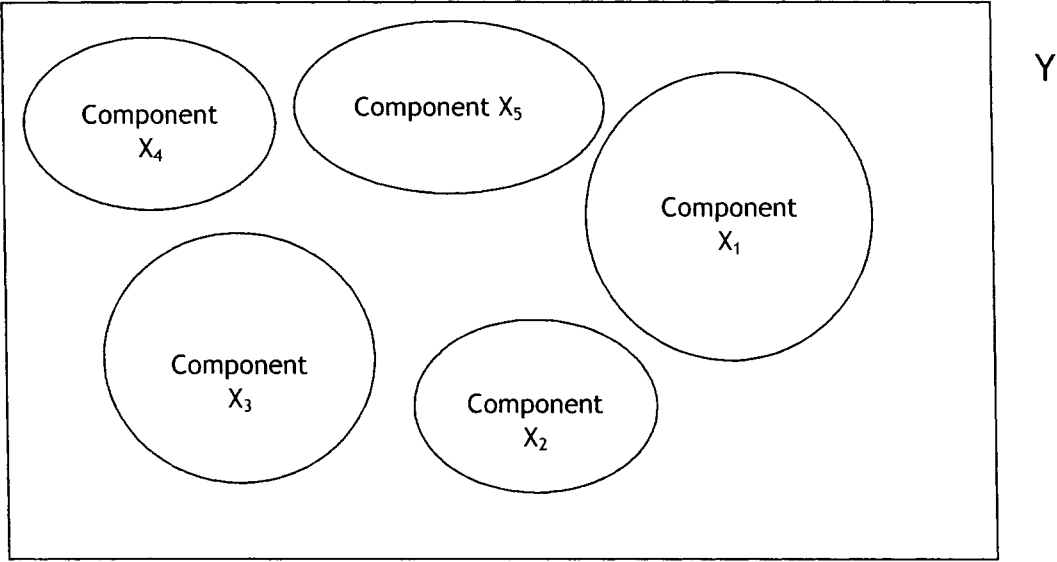 Y
Component
X₄
Component X₅
Component
X₁
Component
X₃
Component
X₂